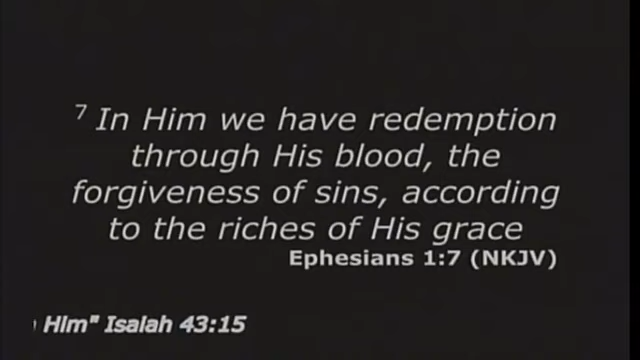 7 In Him we have redemption
through His blood, the
forgiveness of sins, according
to the riches of His grace
Ephesians 1:7 (NKJV)
Him" Isaiah 43:15